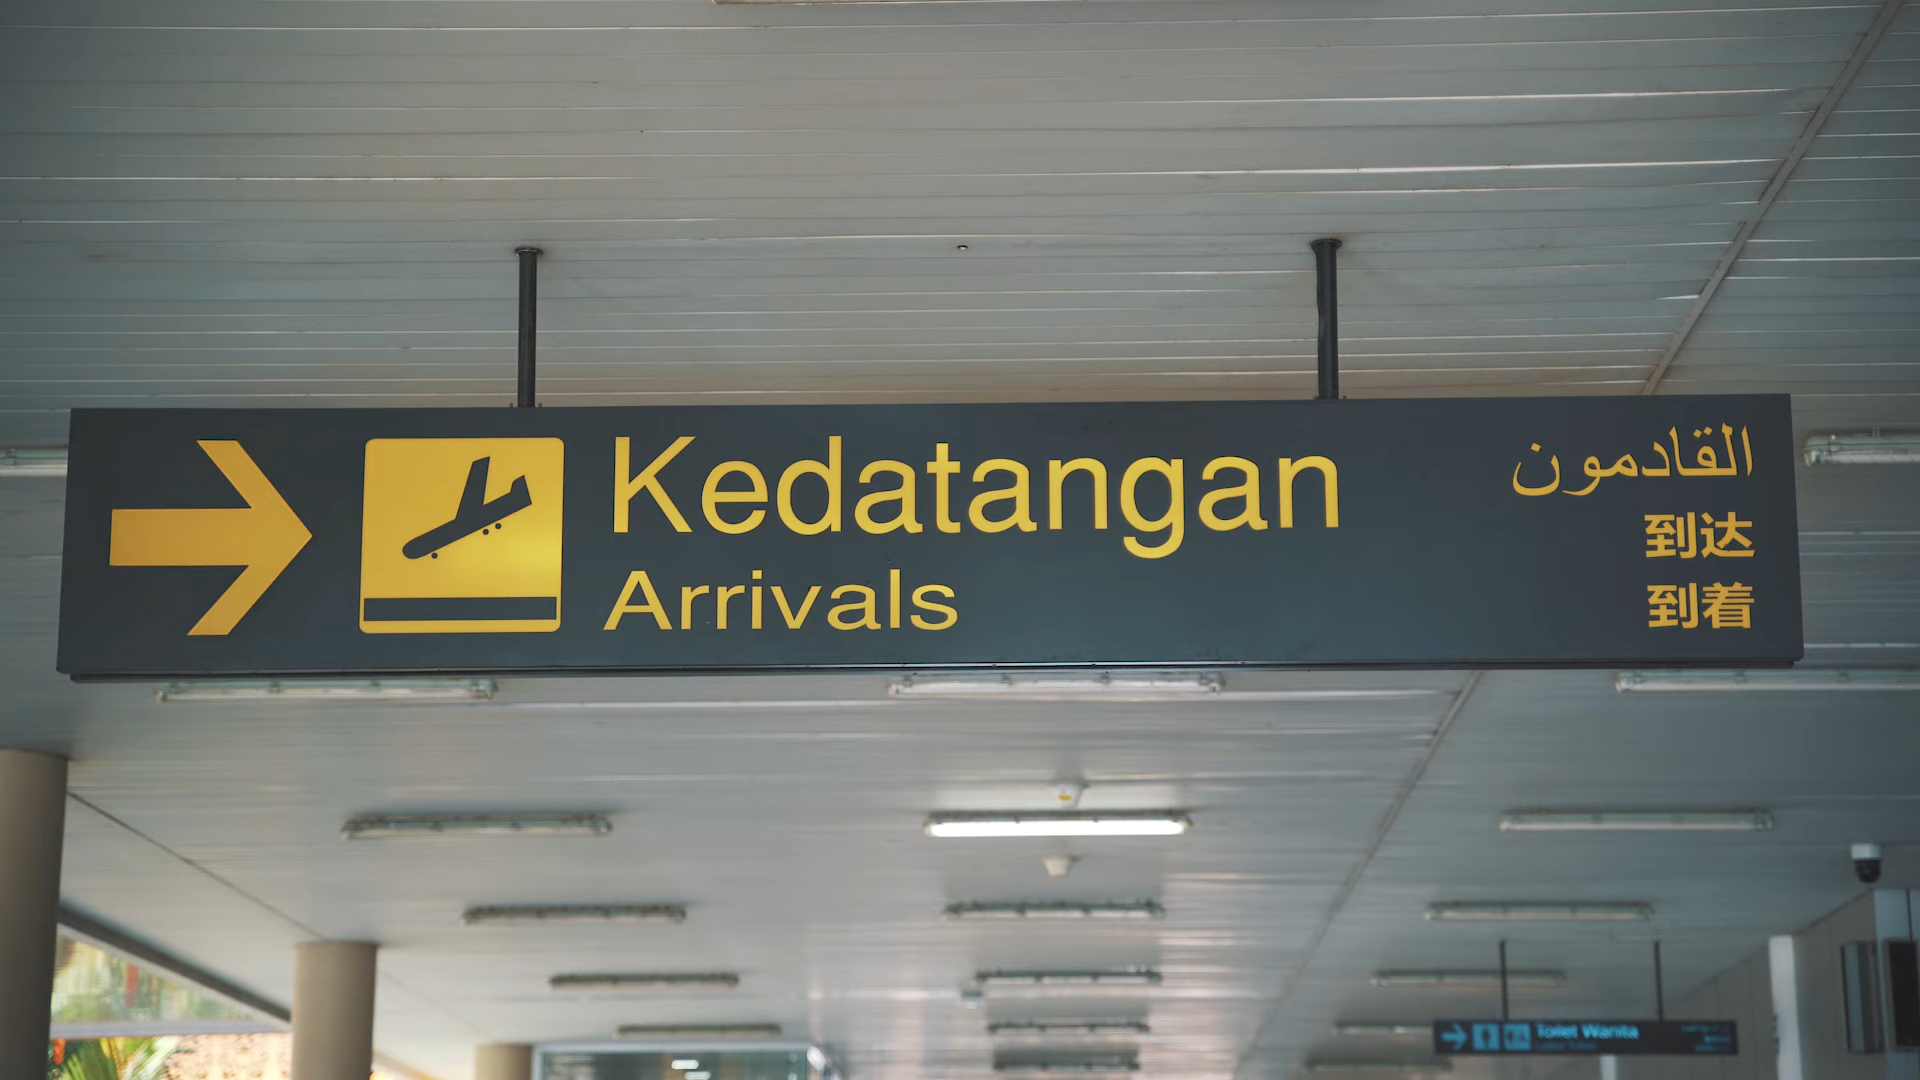 Kedatangan
Arrivals
القادمون
到达
到着
Toilet Wanita